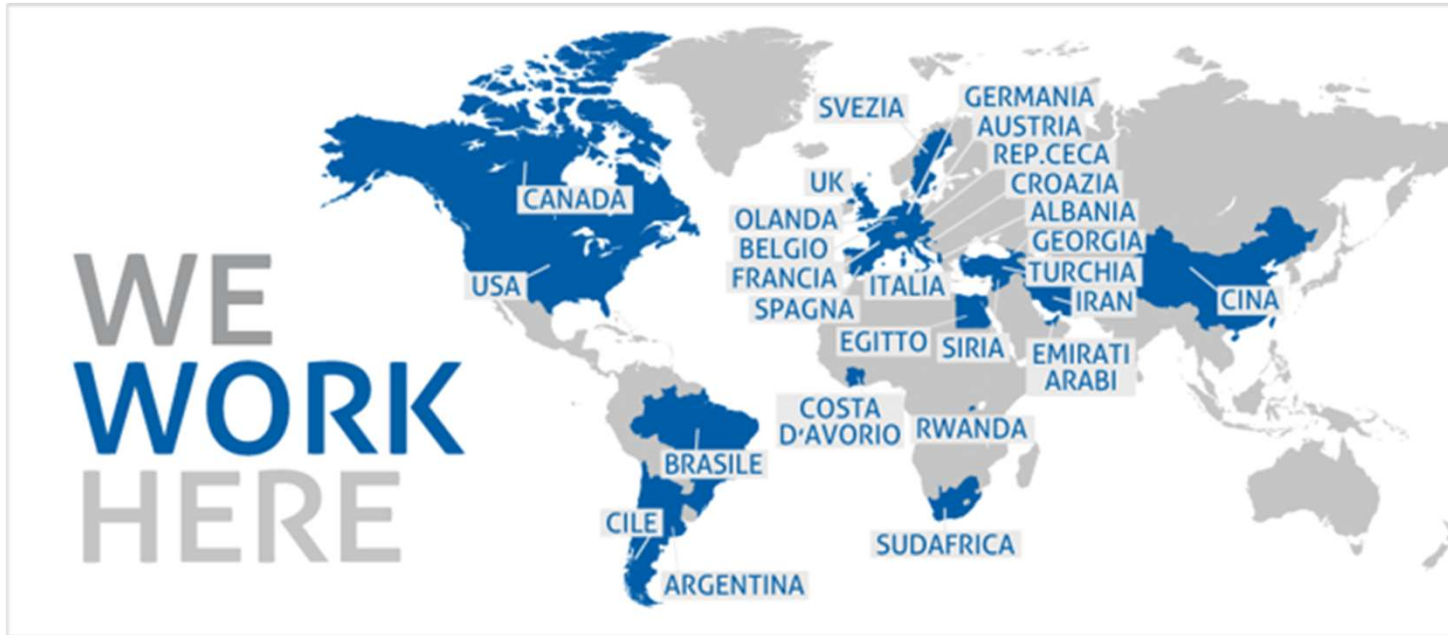 WE
WORK
HERE
CANADA
USA
BRASILE
CILE
ARGENTINA
SVEZIA
UK
OLANDA
BELGIO
FRANCIA
SPAGNA
ITALIA
GERMANIA
AUSTRIA
REP.CECA
CROAZIA
ALBANIA
GEORGIA
TURCHIA
IRAN
CINA
EGITTO
SIRIA
EMIRATI
ARABI
COSTA
D'AVORIO
RWANDA
SUDAFRICA